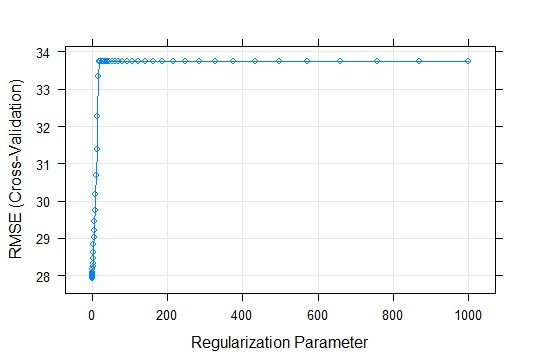 RMSE (Cross-Validation)
34
33
32
31
30
29
28
0 200 400 600 800 1000
Regularization Parameter